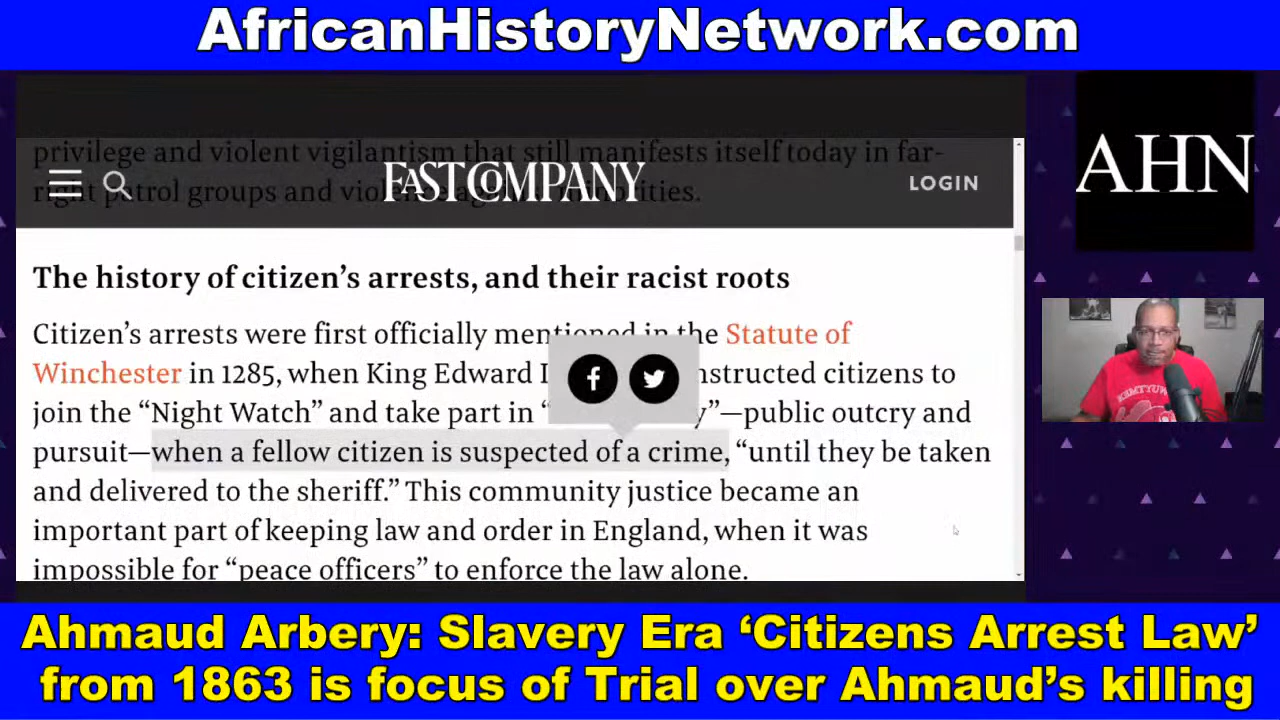 AfricanHistoryNetwork.com
privilege and violent vigilantism that still manifests itself today in far-
right patrol groups and violence
FAST COMPANY
LOGIN
AHN
The history of citizen's arrests, and their racist roots
Citizen's arrests were first officially mentioned in the Statute of
Winchester in 1285, when King Edward I nstructed citizens to
join the “Night Watch” and take part in “ y”—public outcry and
pursuit—when a fellow citizen is suspected of a crime, “until they be taken
and delivered to the sheriff.” This community justice became an
important part of keeping law and order in England, when it was
impossible for “peace officers” to enforce the law alone.
Ahmaud Arbery: Slavery Era ‘Citizens Arrest Law’
from 1863 is focus of Trial over Ahmaud’s killing